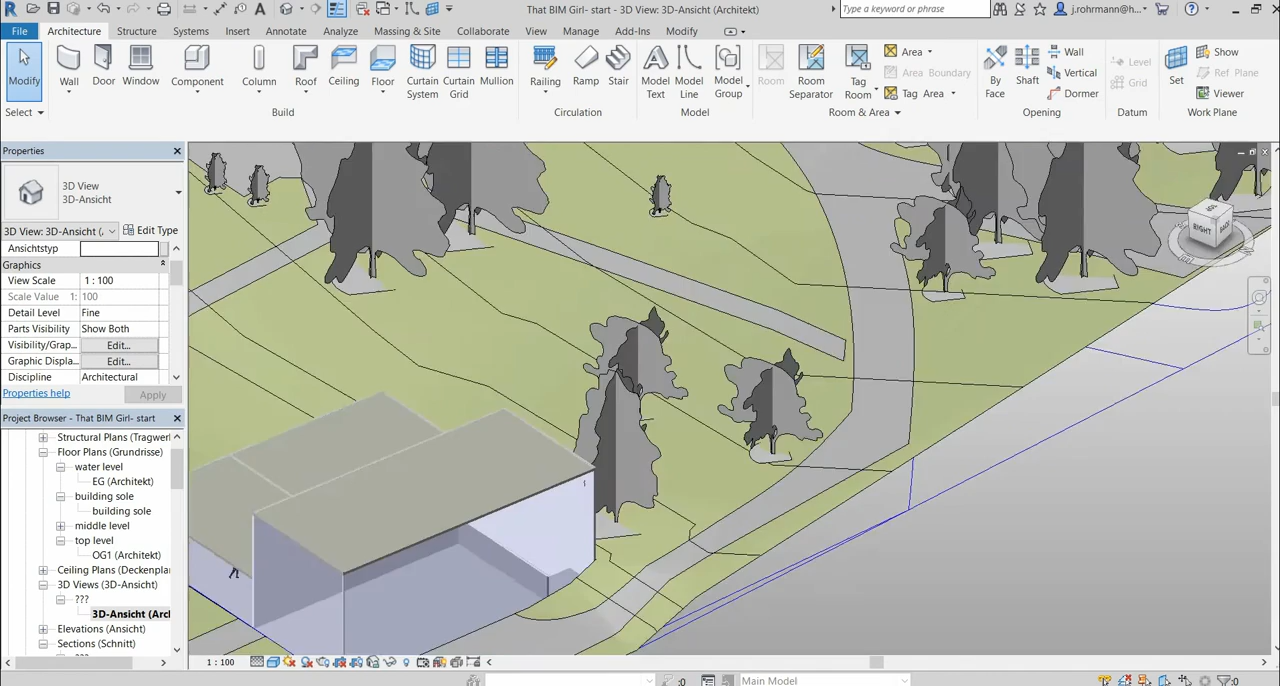 That BIM Girl- start - 3D View: 3D-Ansicht (Architekt)
Type a keyword or phrase
j.rohrmann@h...
File Architecture Structure Systems Insert Annotate Analyze Massing & Site Collaborate View Manage Add-Ins Modify
Modify Wall Door Window Component Column Roof Ceiling Floor Curtain System Curtain Grid Mullion Railing Ramp Stair Model Text Model Line Model Group Room Room Separator Tag Room
Area
Area Boundary
Tag Area
By Face Shaft
Wall
Vertical
Dormer
Level
Grid
Set
Show
Ref Plane
Viewer
Select Build Circulation Model Room & Area Opening Datum Work Plane
Properties
3D View
3D-Ansicht
3D View: 3D-Ansicht (. Edit Type
Ansichtstyp
Graphics
View Scale 1 : 100
Scale Value 1: 100
Detail Level Fine
Parts Visibility Show Both
Visibility/Grap... Edit...
Graphic Displa... Edit...
Discipline Architectural
Properties help Apply
Project Browser - That BIM Girl- start
Structural Plans (Tragwerl
Floor Plans (Grundrisse)
water level
EG (Architekt)
building sole
building sole
middle level
top level
OG1 (Architekt)
Ceiling Plans (Deckenplan
3D Views (3D-Ansicht)
???
3D-Ansicht (Arcl
Elevations (Ansicht)
Sections (Schnitt)
TOP
RIGHT
BACK
1 : 100
:0
Main Model
:0